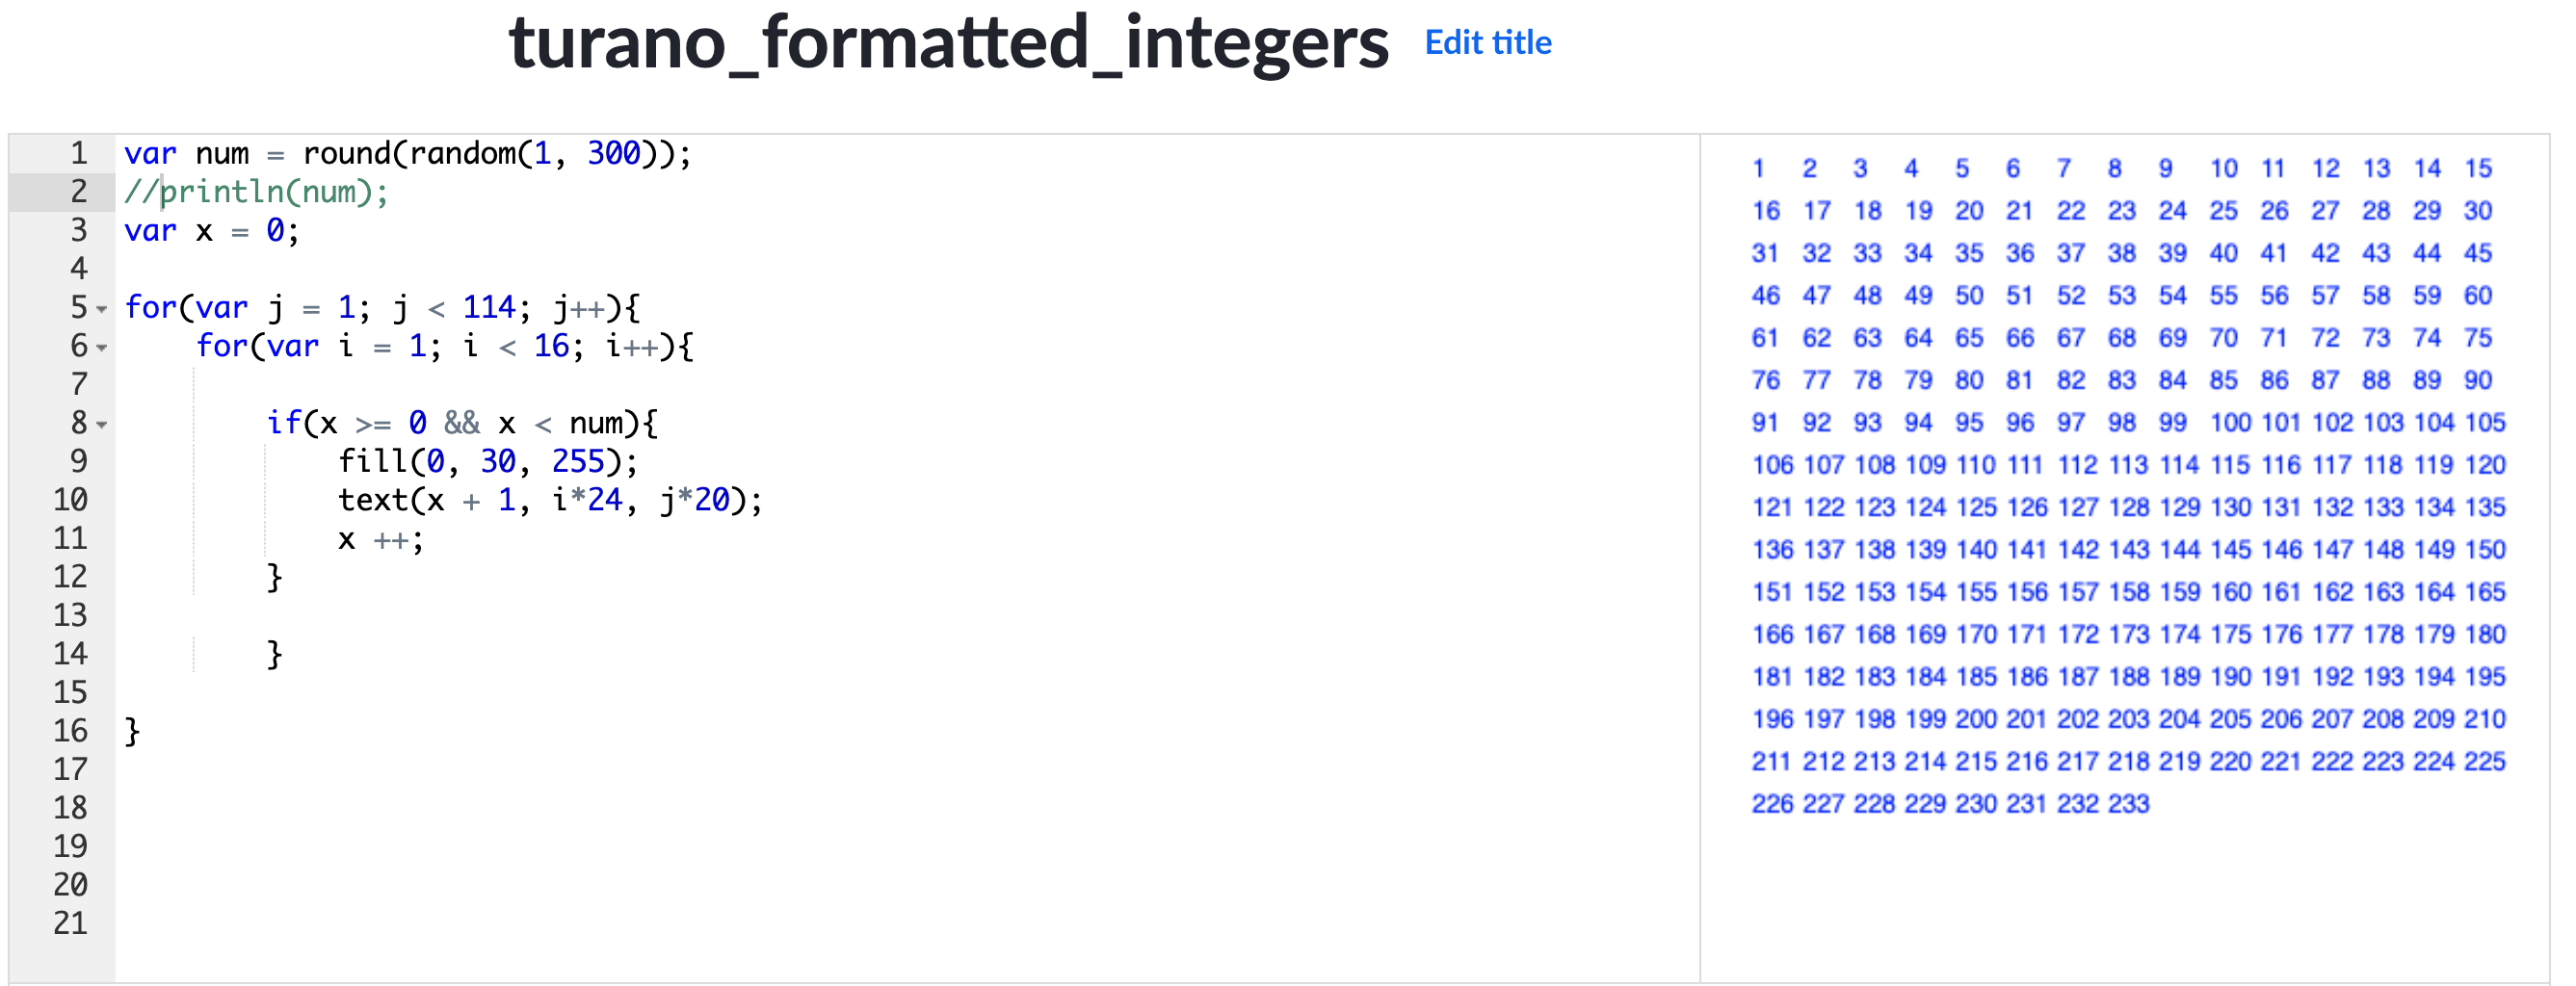 turano_formatted_integers Edit title
1 var num = round(random(1, 300));
2 //println(num);
3 var x = 0;
4
5 for(var j = 1; j < 114; j++){
6 for(var i = 1; i < 16; i++){
7
8 if(x >= 0 && x < num){
9 fill(0, 30, 255);
10 text(x + 1, i*24, j*20);
11 x ++;
12 }
13
14 }
15
16 }
17
18
19
20
21
1 2 3 4 5 6 7 8 9 10 11 12 13 14 15
16 17 18 19 20 21 22 23 24 25 26 27 28 29 30
31 32 33 34 35 36 37 38 39 40 41 42 43 44 45
46 47 48 49 50 51 52 53 54 55 56 57 58 59 60
61 62 63 64 65 66 67 68 69 70 71 72 73 74 75
76 77 78 79 80 81 82 83 84 85 86 87 88 89 90
91 92 93 94 95 96 97 98 99 100 101 102 103 104 105
106 107 108 109 110 111 112 113 114 115 116 117 118 119 120
121 122 123 124 125 126 127 128 129 130 131 132 133 134 135
136 137 138 139 140 141 142 143 144 145 146 147 148 149 150
151 152 153 154 155 156 157 158 159 160 161 162 163 164 165
166 167 168 169 170 171 172 173 174 175 176 177 178 179 180
181 182 183 184 185 186 187 188 189 190 191 192 193 194 195
196 197 198 199 200 201 202 203 204 205 206 207 208 209 210
211 212 213 214 215 216 217 218 219 220 221 222 223 224 225
226 227 228 229 230 231 232 233